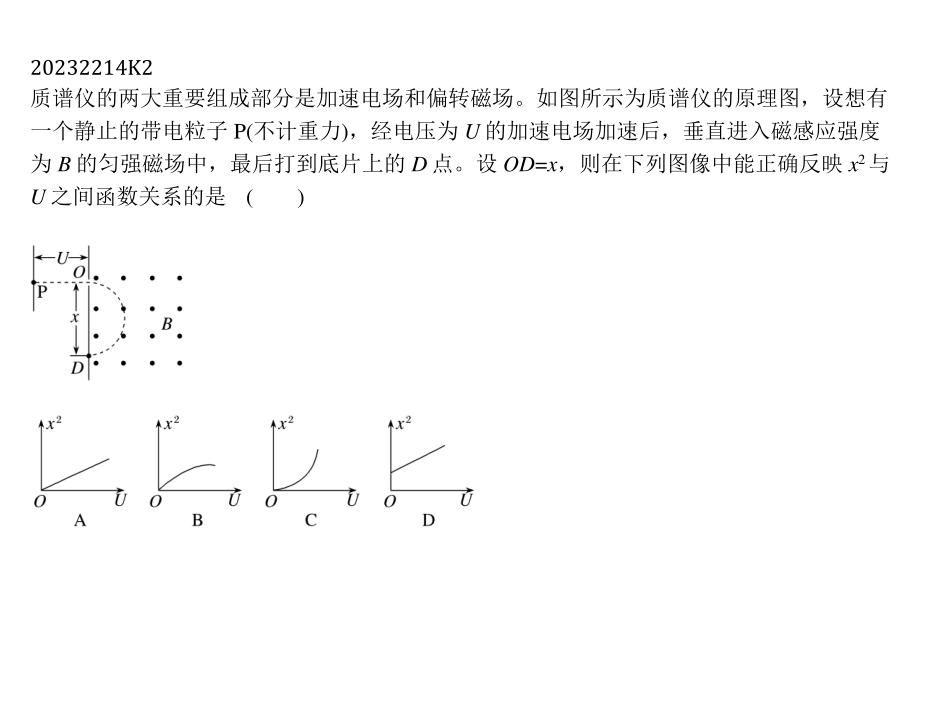 20232214K2
质谱仪的两大重要组成部分是加速电场和偏转磁场。如图所示为质谱仪的原理图，设想有
一个静止的带电粒子 P(不计重力)，经电压为 U 的加速电场加速后，垂直进入磁感应强度
为 B 的匀强磁场中，最后打到底片上的 D 点。设 OD=x，则在下列图像中能正确反映 x² 与
U 之间函数关系的是 (  )
U
O
P
x
B
D
x² x² x² x²
O U O U O U O U
A B C D